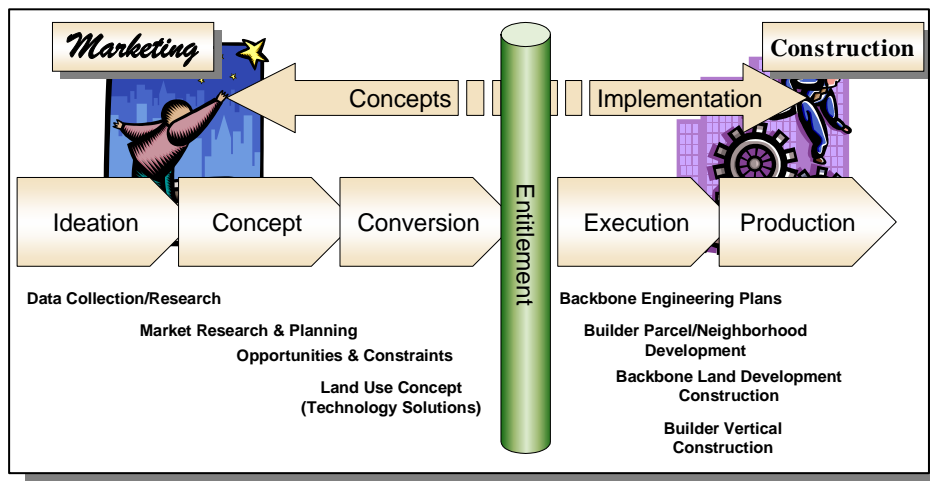 Marketing
Construction
Concepts
Implementation
Ideation
Concept
Conversion
Entitlement
Execution
Production
Data Collection/Research
Market Research & Planning
Opportunities & Constraints
Land Use Concept
(Technology Solutions)
Backbone Engineering Plans
Builder Parcel/Neighborhood
Development
Backbone Land Development
Construction
Builder Vertical
Construction